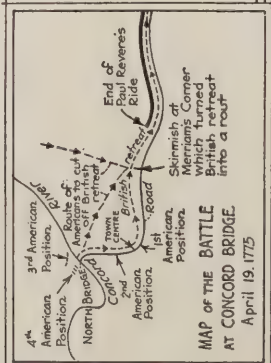 4th
American
Position
3rd American
Position
River
Route of
Americans to cut
off British
retreat
NORTH BRIDGE
Concord
TOWN
CENTRE
British retreat
Road
2nd
American
Position
1st
American
Position
End of
Paul Revere's
Ride
Skirmish at
Merriam's Corner
Which turned
British retreat
into a rout
MAP OF THE BATTLE
AT CONCORD BRIDGE
April 19. 1775